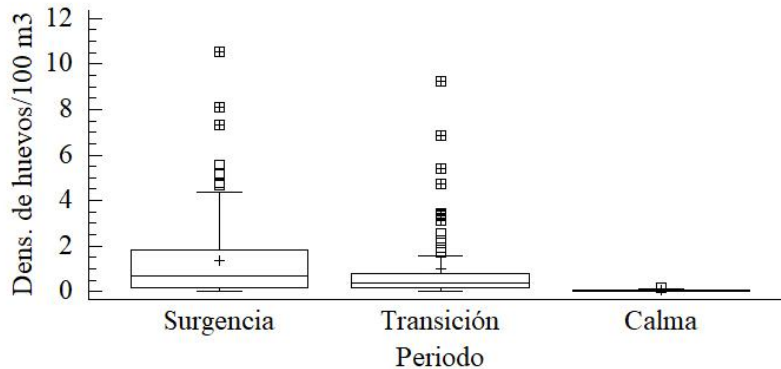 Dens. de huevos/100 m3
12
10
8
6
4
2
0
Surgencia Transición Calma
Periodo